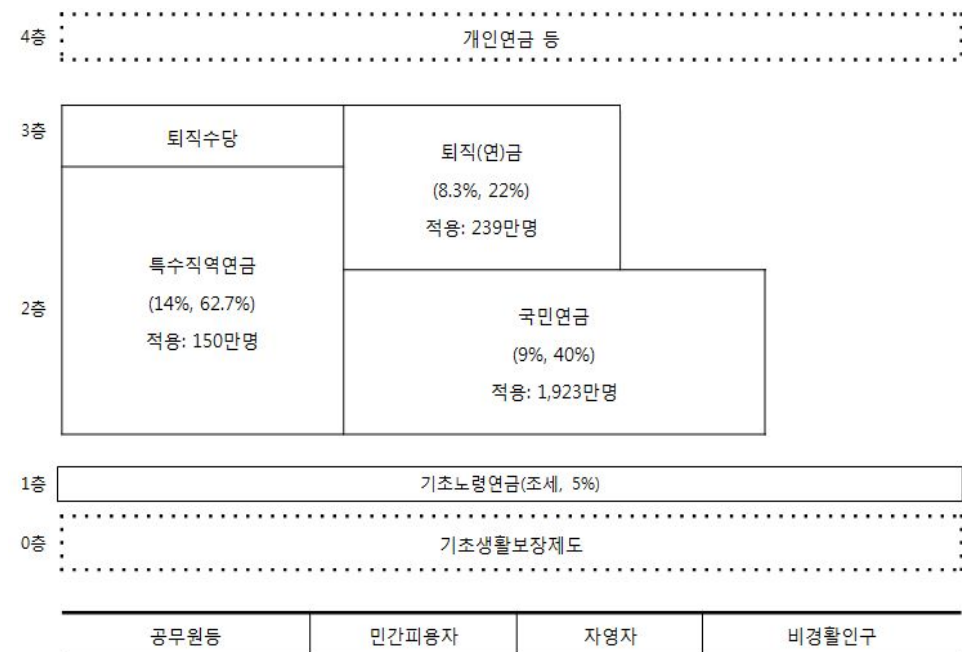 4층
개인연금 등
3층
퇴직수당
퇴직(연)금
(8.3%, 22%)
적용: 239만명
특수직역연금
(14%, 62.7%)
적용: 150만명
2층
국민연금
(9%, 40%)
적용: 1,923만명
1층
기초노령연금(조세, 5%)
0층
기초생활보장제도
공무원등 민간피용자 자영자 비경활인구